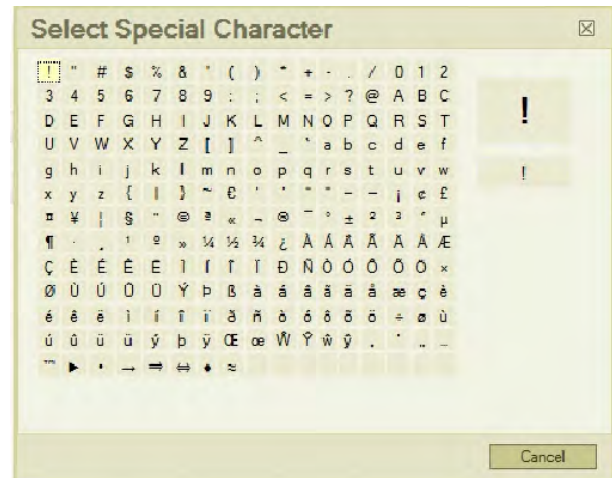 Select Special Character
! " # $ % & ' ( ) * + - . / 0 1 2
3 4 5 6 7 8 9 : ; < = > ? @ A B C
D E F G H I J K L M N O P Q R S T
U V W X Y Z [ ] ^ _ ` a b c d e f
g h i j k l m n o p q r s t u v w
x y z { | } ~ € ' ' " " – – ¡ ¢ £
¤ ¥ ¦ § ¨ © ª « ¬ ® ¯ ° ± ² ³ ´ µ
¶ · ¸ ¹ º » ¼ ½ ¾ ¿ À Á Â Ã Ä Å Æ
Ç È É Ê Ë Ì Í Î Ï Ð Ñ Ò Ó Ô Õ Ö ×
Ø Ù Ú Û Ü Ý Þ ß à á â ã ä å æ ç è
é ê ë ì í î ï ð ñ ò ó ô õ ö ÷ ø ù
ú û ü ü ý þ ÿ Œ œ Ŵ Ŷ ŵ ŷ
™ ► • → ⇒ ⇔ ♦ ≈
!
!
Cancel